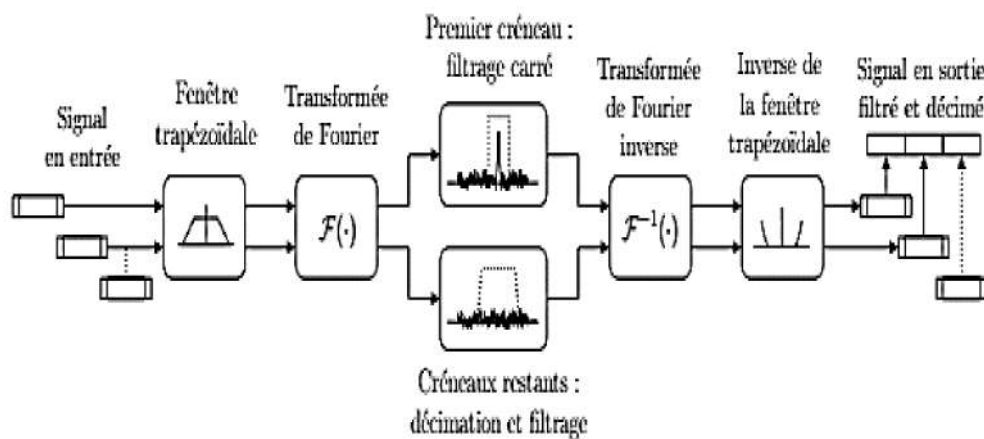 Signal
en entrée
Fenêtre
trapézoïdale
Transformée
de Fourier
F(·)
Premier créneau :
filtrage carré
Créneaux restants :
décimation et filtrage
Transformée
de Fourier
inverse
F⁻¹(·)
Inverse de
la fenêtre
trapézoïdale
Signal en sortie
filtré et décimé